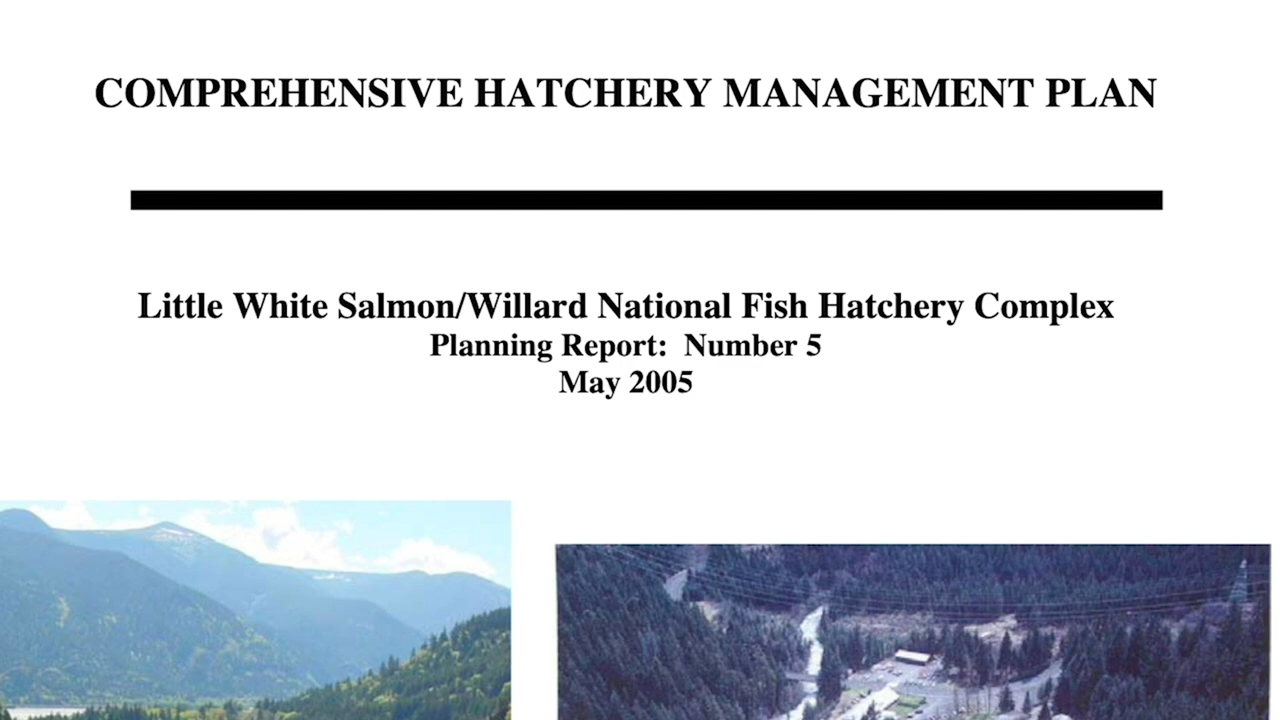 COMPREHENSIVE HATCHERY MANAGEMENT PLAN
Little White Salmon/Willard National Fish Hatchery Complex
Planning Report: Number 5
May 2005